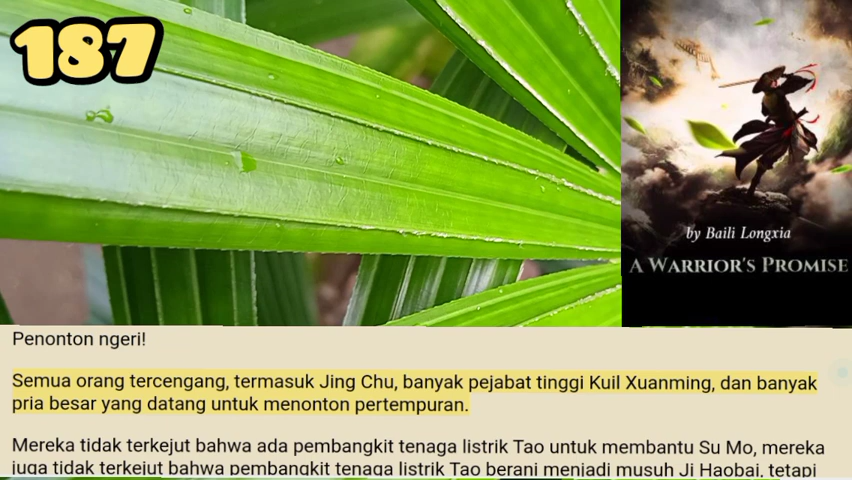 187
by Baili Longxia
A WARRIOR'S PROMISE
Penonton ngeri!
Semua orang tercengang, termasuk Jing Chu, banyak pejabat tinggi Kuil Xuanming, dan banyak
pria besar yang datang untuk menonton pertempuran.
Mereka tidak terkejut bahwa ada pembangkit tenaga listrik Tao untuk membantu Su Mo, mereka
juga tidak terkejut bahwa pembangkit tenaga listrik Tao berani menjadi musuh Ji Haobai, tetapi